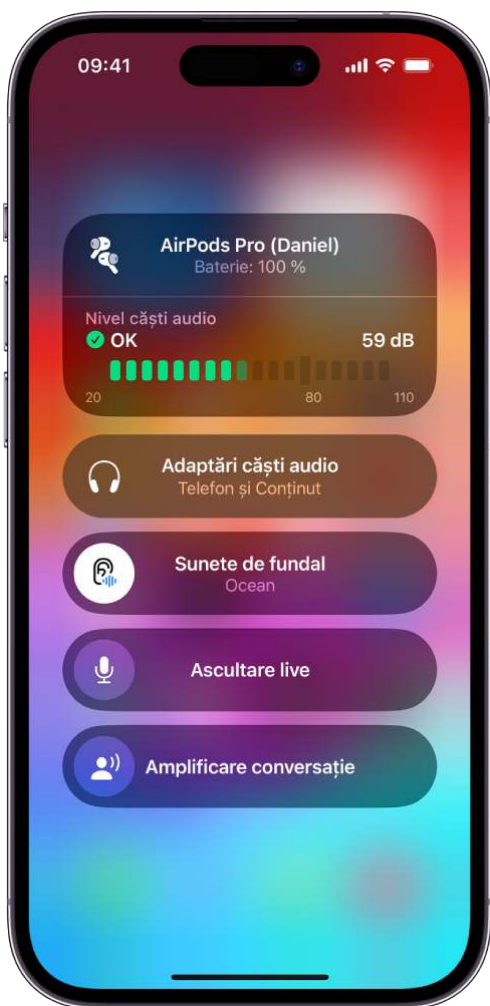 09:41
AirPods Pro (Daniel)
Baterie: 100 %
Nivel căști audio
OK 59 dB
20 80 110
Adaptări căști audio
Telefon și Conținut
Sunete de fundal
Ocean
Ascultare live
Amplificare conversație